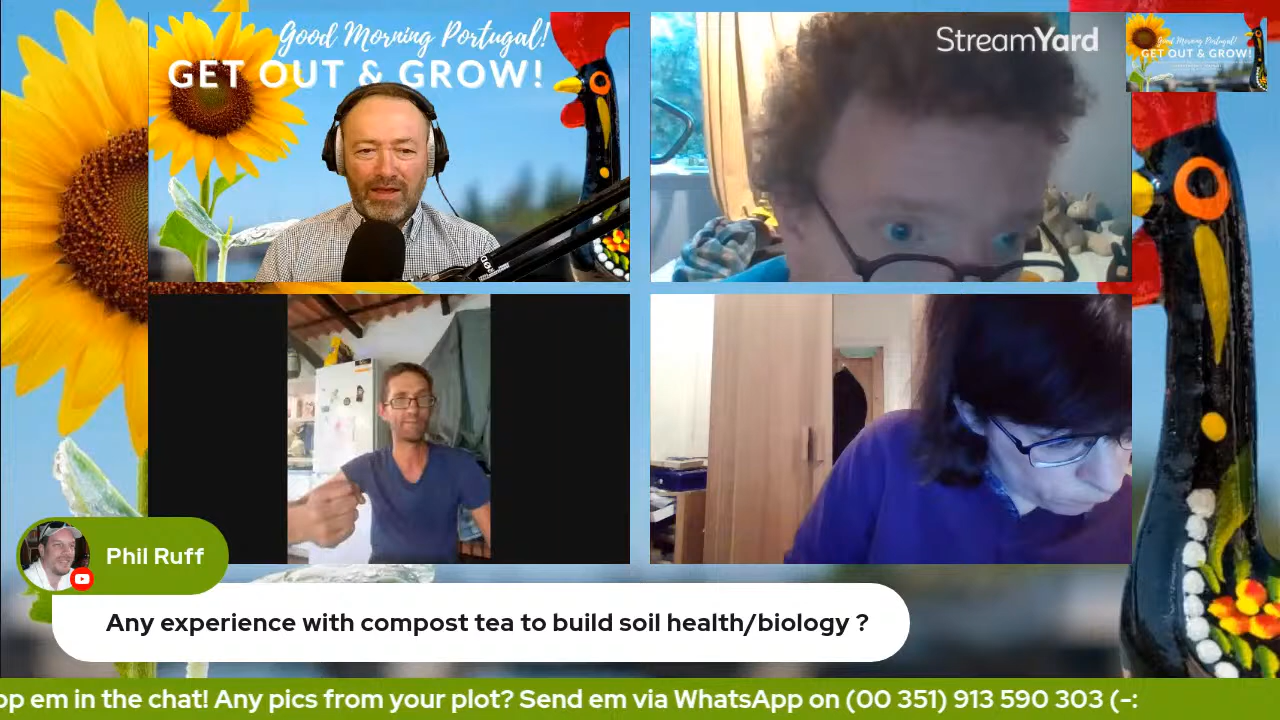 Good Morning Portugal!
GET OUT & GROW!
StreamYard
Good Morning Portugal!
GET OUT & GROW!
Phil Ruff
Any experience with compost tea to build soil health/biology ?
op em in the chat! Any pics from your plot? Send em via WhatsApp on (00 351) 913 590 303 (-: